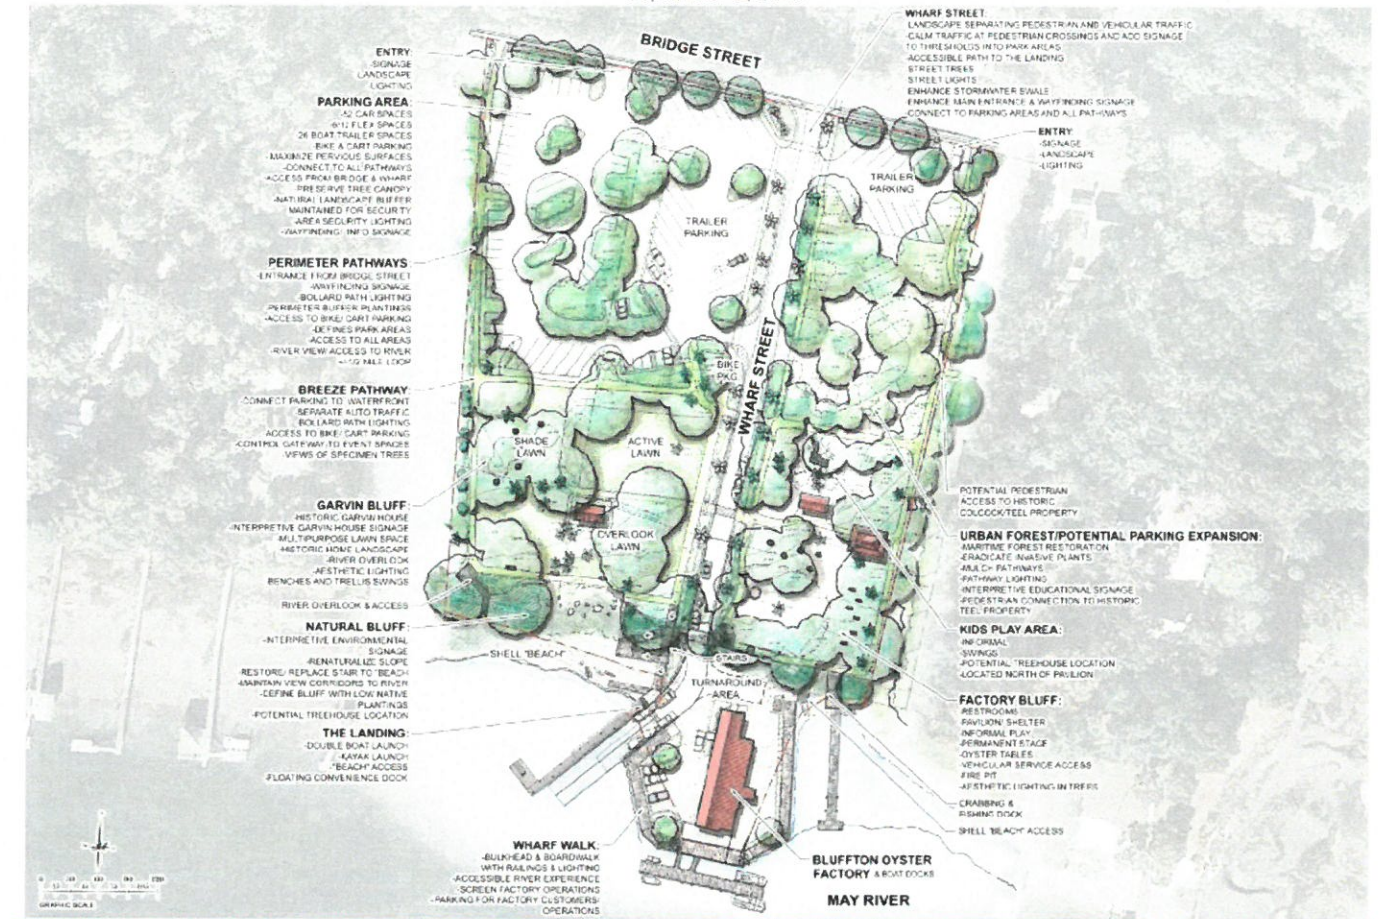 BRIDGE STREET
WHARF STREET:
LANDSCAPE SEPARATING PEDESTRIAN AND VEHICULAR TRAFFIC
-CALM TRAFFIC AT PEDESTRIAN CROSSINGS AND ADD SIGNAGE
TO THRESHOLDS INTO PARK AREAS
-ACCESSIBLE PATH TO THE LANDING
STREET TREES
STREET LIGHTS
ENHANCE STORMWATER SWALE
ENHANCE MAIN ENTRANCE & WAYFINDING SIGNAGE
CONNECT TO PARKING AREAS AND ALL PATHWAYS
ENTRY:
-SIGNAGE
LANDSCAPE
LIGHTING
PARKING AREA:
-52 CAR SPACES
FLEX SPACES
26 BOAT TRAILER SPACES
-BIKE & CART PARKING
-MAXIMIZE PERVIOUS SURFACES
-CONNECT TO ALL PATHWAYS
-ACCESS FROM BRIDGE & WHARF
PRESERVE TREE CANOPY
-NATURAL LANDSCAPE BUFFER
MAINTAINED FOR SECURITY
-AREA SECURITY LIGHTING
-WAYFINDING/ INFO SIGNAGE
ENTRY
-SIGNAGE
-LANDSCAPE
-LIGHTING
TRAILER
PARKING
TRAILER
PARKING
PERIMETER PATHWAYS:
-ENTRANCE FROM BRIDGE STREET
-WAYFINDING SIGNAGE
-BOLLARD PATH LIGHTING
-PERIMETER BUFFER PLANTINGS
-ACCESS TO BIKE/ CART PARKING
-DEFINES PARK AREAS
-ACCESS TO ALL AREAS
-RIVER VIEW/ ACCESS TO RIVER
MILE LOOP
BREEZE PATHWAY:
-CONNECT PARKING TO WATERFRONT
SEPARATE AUTO TRAFFIC
BOLLARD PATH LIGHTING
ACCESS TO BIKE/ CART PARKING
-CONTROL GATEWAY TO EVENT SPACES
-VIEWS OF SPECIMEN TREES
BIKE
PKG
WHARF STREET
SHADE
LAWN
ACTIVE
LAWN
OVERLOOK
LAWN
GARVIN BLUFF:
-HISTORIC GARVIN HOUSE
-INTERPRETIVE GARVIN HOUSE SIGNAGE
-MULTIPURPOSE LAWN SPACE
-HISTORIC HOME LANDSCAPE
-RIVER OVERLOOK
-AESTHETIC LIGHTING
BENCHES AND TRELLIS SWINGS
RIVER OVERLOOK & ACCESS
NATURAL BLUFF:
-INTERPRETIVE ENVIRONMENTAL
SIGNAGE
-RENATURALIZE SLOPE
-RESTORE/ REPLACE STAIR TO "BEACH
-MAINTAIN VIEW CORRIDORS TO RIVER
-DEFINE BLUFF WITH LOW NATIVE
PLANTINGS
-POTENTIAL TREEHOUSE LOCATION
THE LANDING:
-DOUBLE BOAT LAUNCH
-KAYAK LAUNCH
-"BEACH" ACCESS
-FLOATING CONVENIENCE DOCK
SHELL "BEACH"
STAIRS
TURNAROUND
AREA
POTENTIAL PEDESTRIAN
ACCESS TO HISTORIC
COLCOCK/TEEL PROPERTY
URBAN FOREST/POTENTIAL PARKING EXPANSION:
-MARITIME FOREST RESTORATION
-ERADICATE INVASIVE PLANTS
-MULCH PATHWAYS
-PATHWAY LIGHTING
-INTERPRETIVE EDUCATIONAL SIGNAGE
-PEDESTRIAN CONNECTION TO HISTORIC
TEEL PROPERTY
KIDS PLAY AREA:
-INFORMAL
-SWINGS
-POTENTIAL TREEHOUSE LOCATION
-LOCATED NORTH OF PAVILION
FACTORY BLUFF:
-RESTROOMS
-PAVILION/ SHELTER
-INFORMAL PLAY
-PERMANENT STAGE
-OYSTER TABLES
-VEHICULAR SERVICE ACCESS
-FIRE PIT
-AESTHETIC LIGHTING IN TREES
CRABBING &
FISHING DOCK
SHELL "BEACH" ACCESS
WHARF WALK:
-BULKHEAD & BOARDWALK
WITH RAILINGS & LIGHTING
-ACCESSIBLE RIVER EXPERIENCE
-SCREEN FACTORY OPERATIONS
-PARKING FOR FACTORY CUSTOMERS/
OPERATIONS
BLUFFTON OYSTER
FACTORY & BOAT DOCKS
MAY RIVER
GRAPHIC SCALE